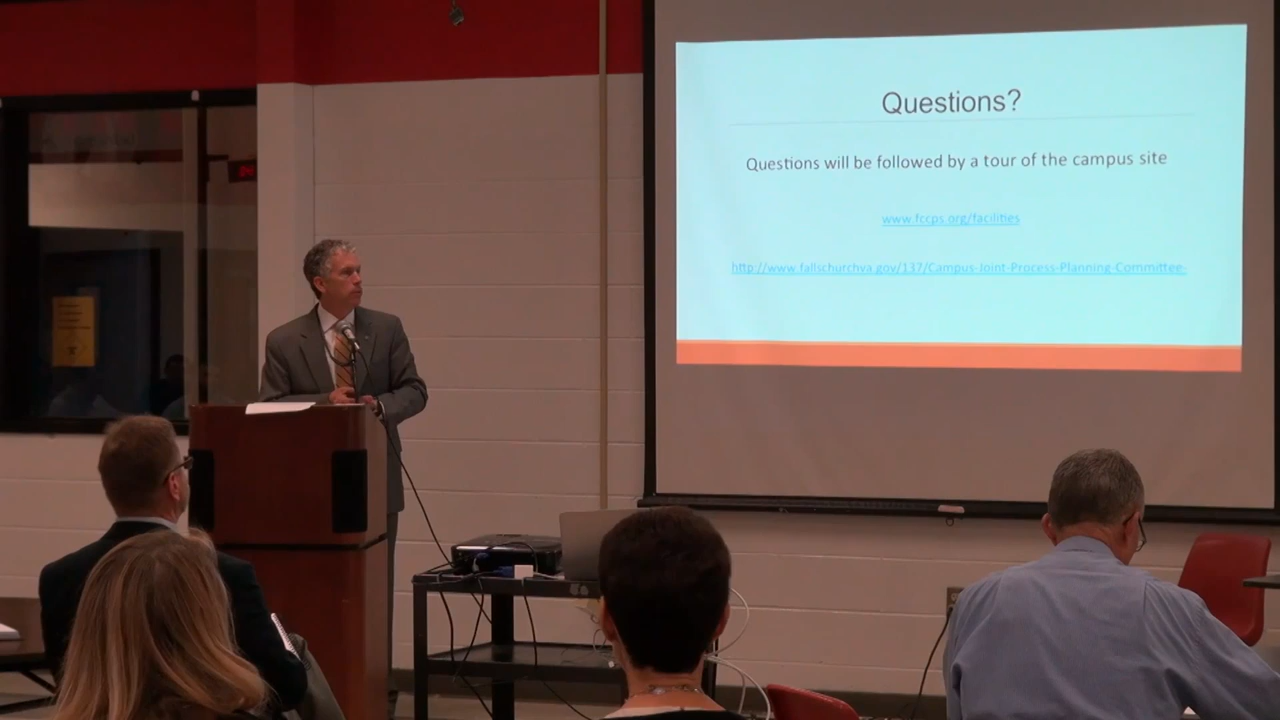 Questions?
Questions will be followed by a tour of the campus site
www.fccps.org/facilities
http://www.fallschurchva.gov/137/Campus-Joint-Process-Planning-Committee-